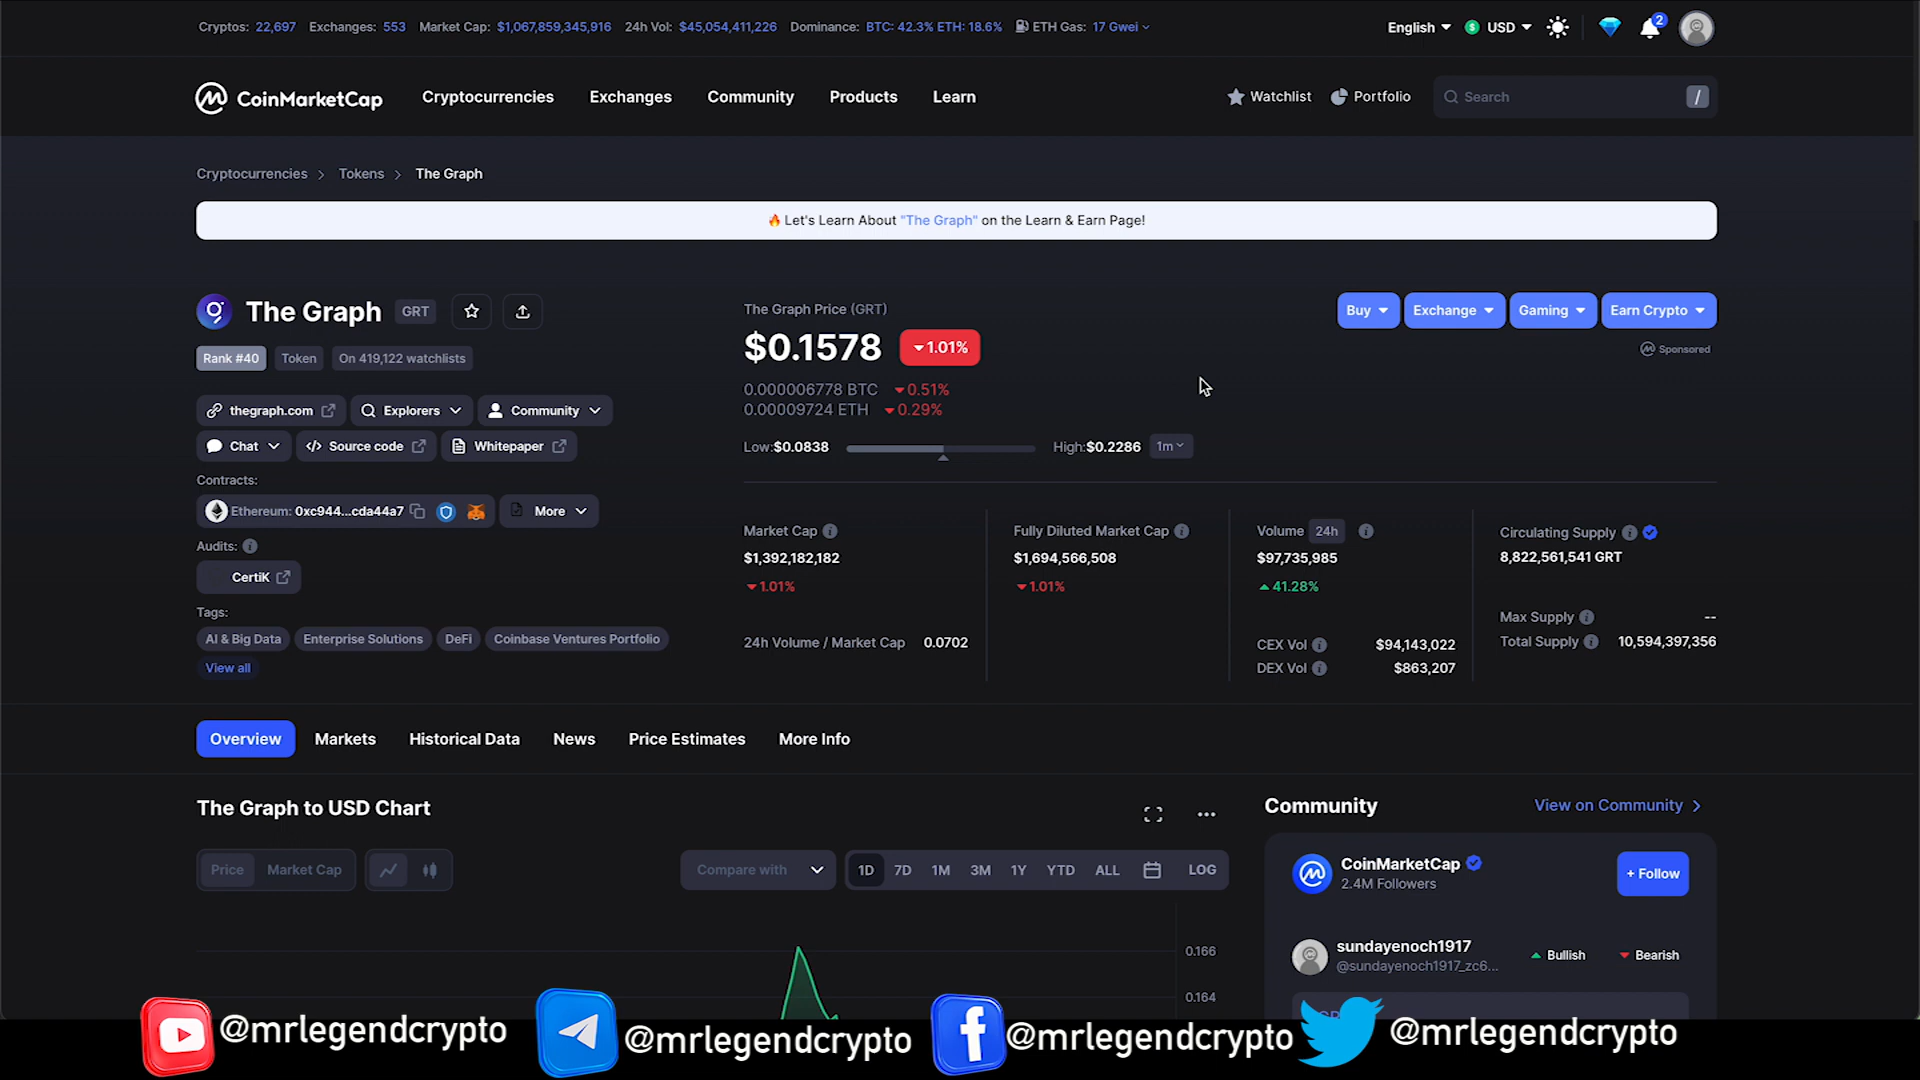 Cryptos: 22,697 Exchanges: 553 Market Cap: $1,067,859,345,916 24h Vol: $45,054,411,226 Dominance: BTC: 42.3% ETH: 18.6% ETH Gas: 17 Gwei
English USD 2
CoinMarketCap Cryptocurrencies Exchanges Community Products Learn Watchlist Portfolio Search /
Cryptocurrencies > Tokens > The Graph
🔥 Let's Learn About "The Graph" on the Learn & Earn Page!
The Graph GRT
Rank #40 Token On 419,122 watchlists
thegraph.com Explorers Community
Chat Source code Whitepaper
Contracts:
Ethereum: 0xc944...cda44a7 More
Audits:
CertiK
Tags:
AI & Big Data Enterprise Solutions DeFi Coinbase Ventures Portfolio
View all
The Graph Price (GRT)
$0.1578 1.01%
0.000006778 BTC 0.51%
0.00009724 ETH 0.29%
Low:$0.0838 High:$0.2286 1m
Buy Exchange Gaming Earn Crypto
Sponsored
Market Cap
$1,392,182,182
1.01%
24h Volume / Market Cap 0.0702
Fully Diluted Market Cap
$1,694,566,508
1.01%
Volume 24h
$97,735,985
41.28%
CEX Vol $94,143,022
DEX Vol $863,207
Circulating Supply
8,822,561,541 GRT
Max Supply --
Total Supply 10,594,397,356
Overview Markets Historical Data News Price Estimates More Info
The Graph to USD Chart
Price Market Cap Compare with 1D 7D 1M 3M 1Y YTD ALL LOG
0.166
0.164
Community View on Community >
CoinMarketCap
2.4M Followers
+ Follow
sundayenoch1917
@sundayenoch1917_zc6...
Bullish Bearish
@mrlegendcrypto @mrlegendcrypto @mrlegendcrypto @mrlegendcrypto